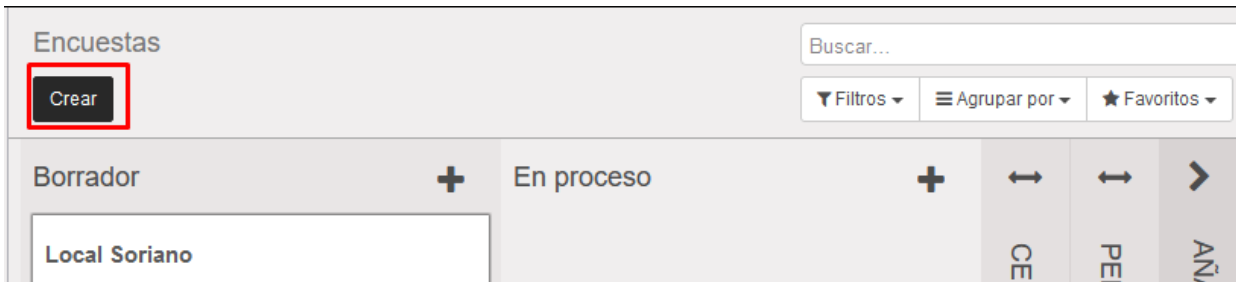 Encuestas
Buscar...
Crear
Filtros
Agrupar por
Favoritos
Borrador
En proceso
Local Soriano